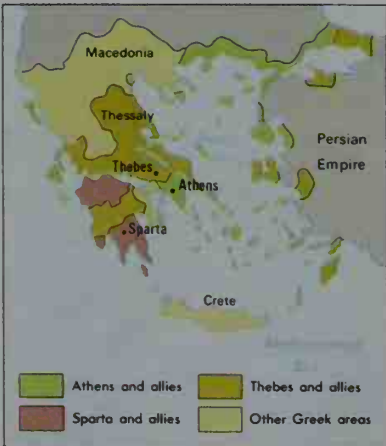 Macedonia
Thessaly
Persian
Empire
Thebes
Athens
Sparta
Crete
Athens and allies
Thebes and allies
Sparta and allies
Other Greek areas